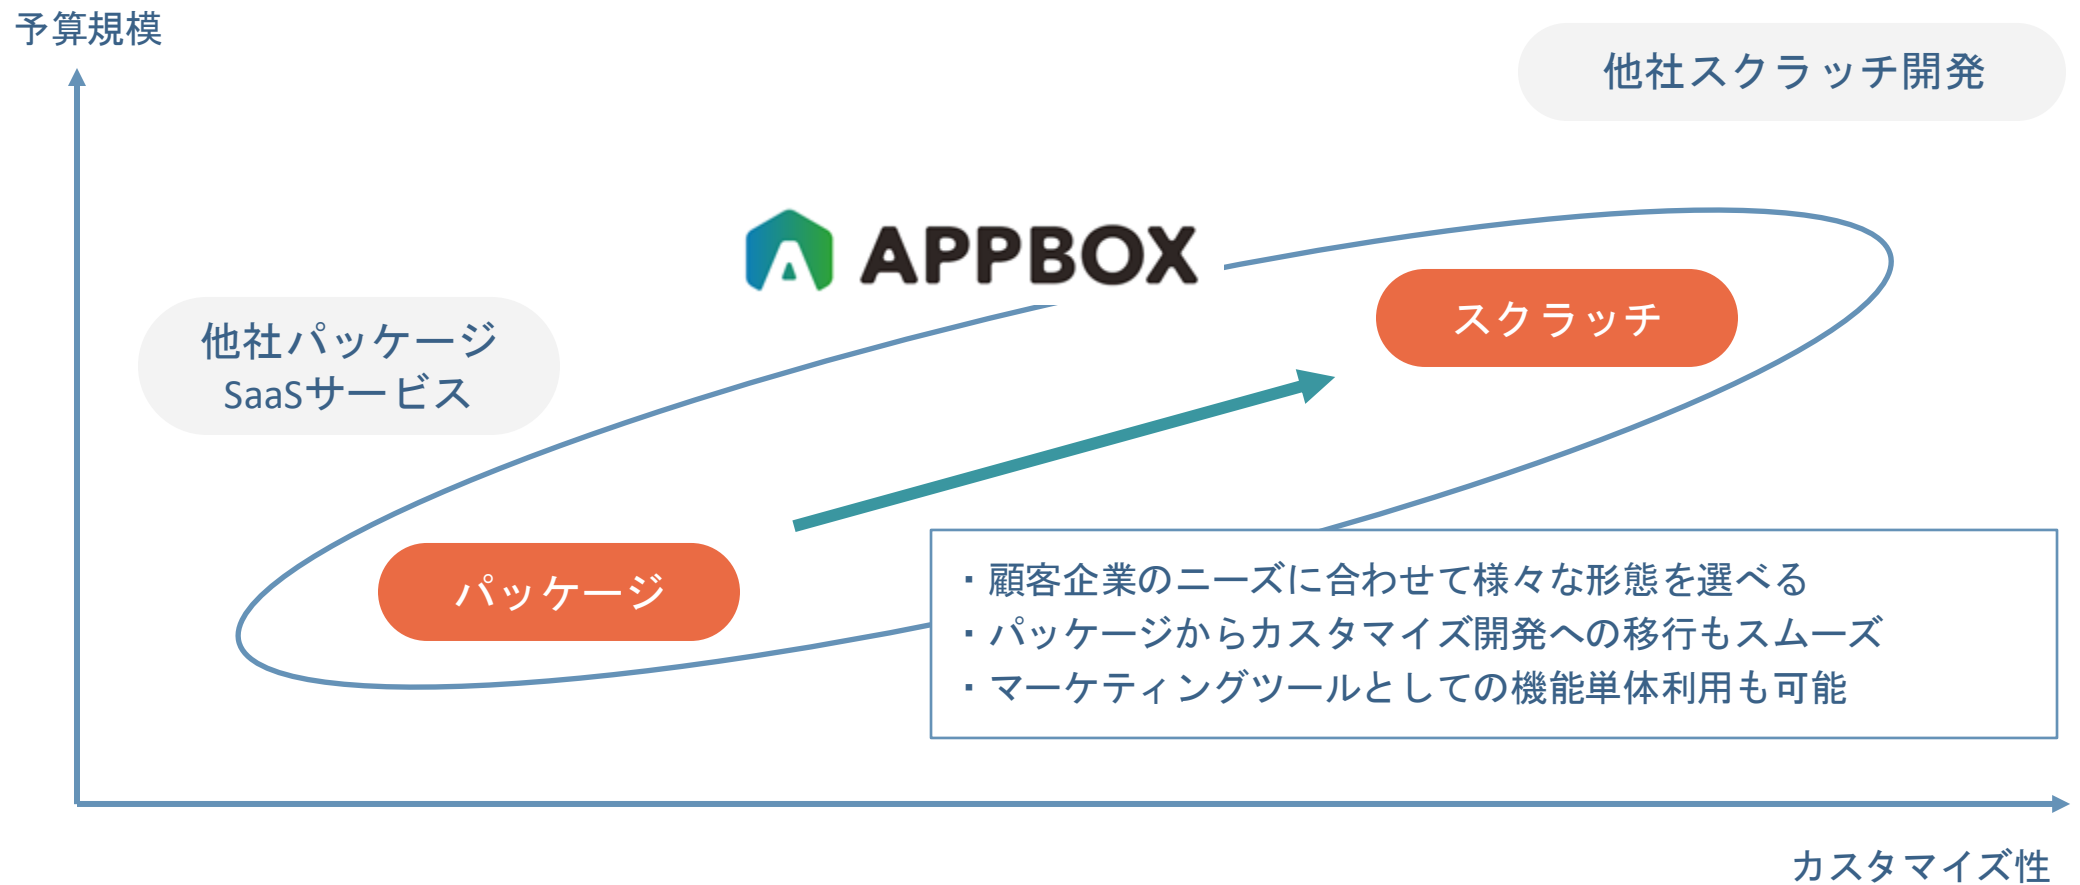 予算規模
他社スクラッチ開発
APPBOX
スクラッチ
他社パッケージ
SaaSサービス
パッケージ
・顧客企業のニーズに合わせて様々な形態を選べる
・パッケージからカスタマイズ開発への移行もスムーズ
・マーケティングツールとしての機能単体利用も可能
カスタマイズ性